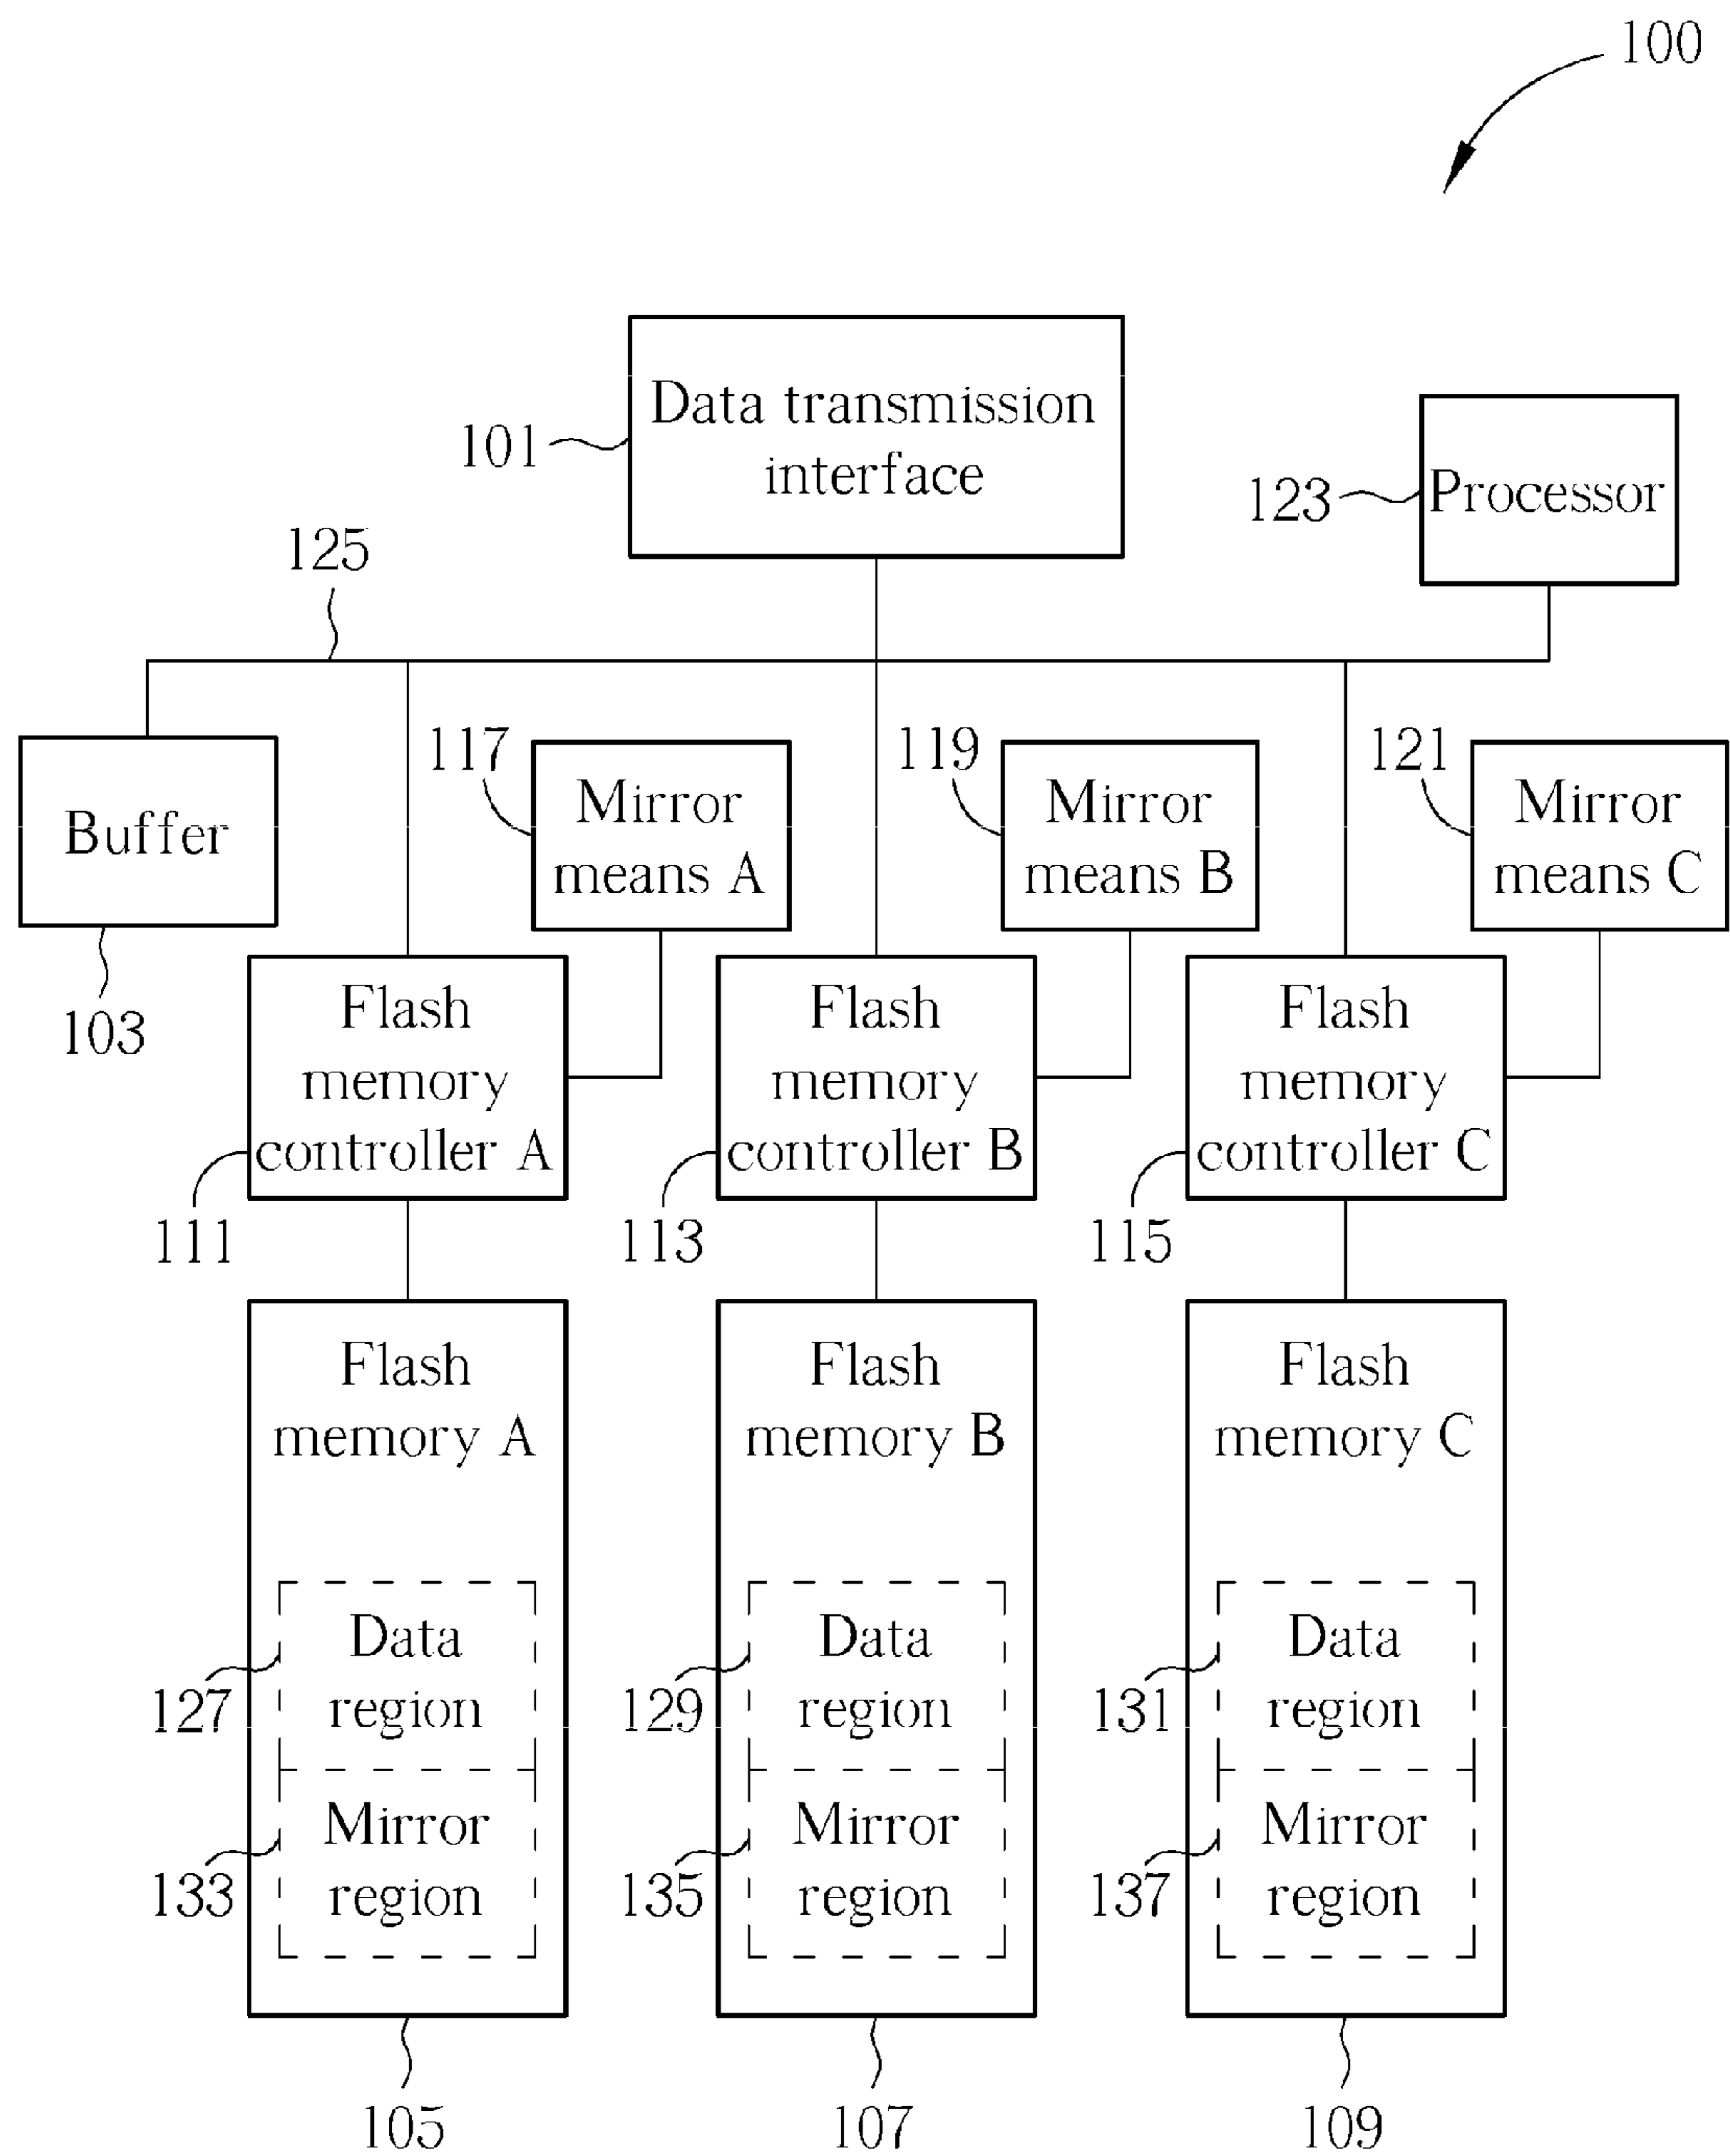 100
Data transmission
interface
101
Processor
123
125
Buffer
103
117
Mirror
means A
119
Mirror
means B
121
Mirror
means C
Flash
memory
controller A
111
Flash
memory
controller B
113
Flash
memory
controller C
115
Flash
memory A
Flash
memory B
Flash
memory C
Data
region
127
Data
region
129
Data
region
131
Mirror
region
133
Mirror
region
135
Mirror
region
137
105
107
109